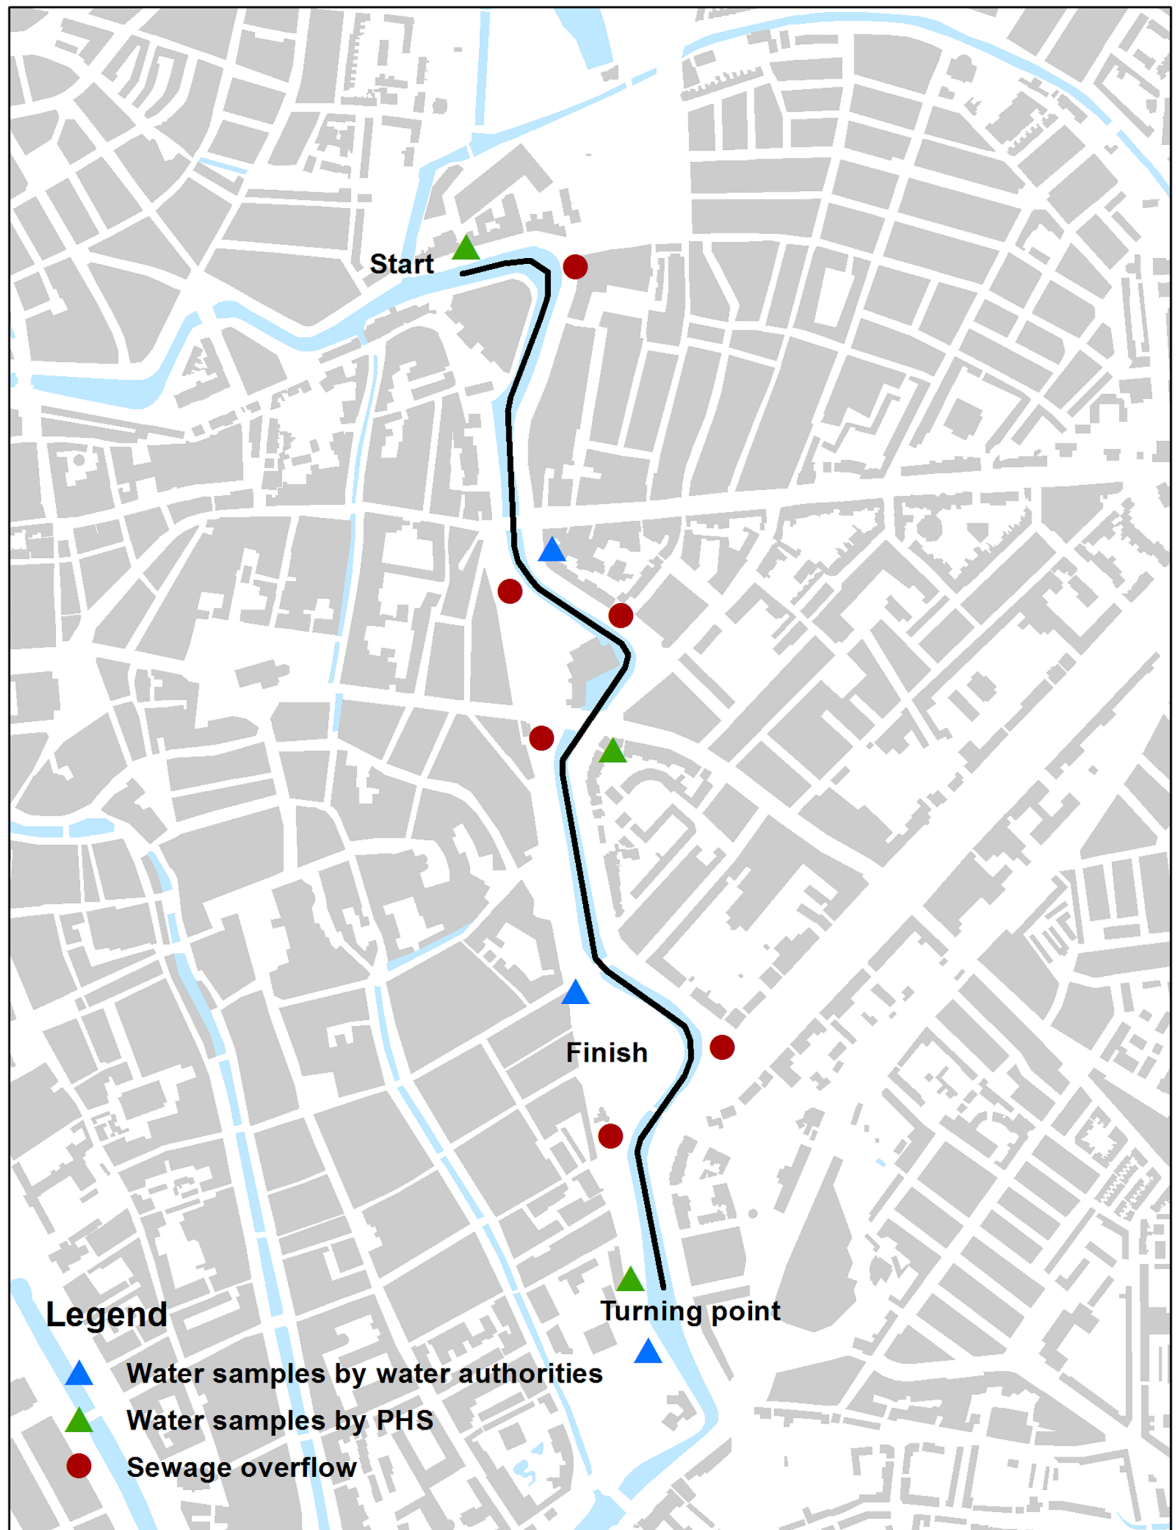 Start
Finish
Turning point
Legend
Water samples by water authorities
Water samples by PHS
Sewage overflow